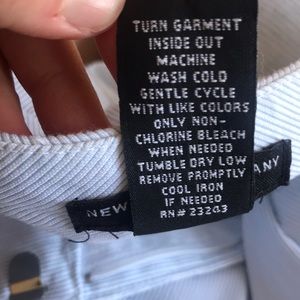 TURN GARMENT
INSIDE OUT
MACHINE
WASH COLD
GENTLE CYCLE
WITH LIKE COLORS
ONLY NON-
CHLORINE BLEACH
WHEN NEEDED
TUMBLE DRY LOW
REMOVE PROMPTLY
COOL IRON
IF NEEDED
RN# 23243
NEW
ANY